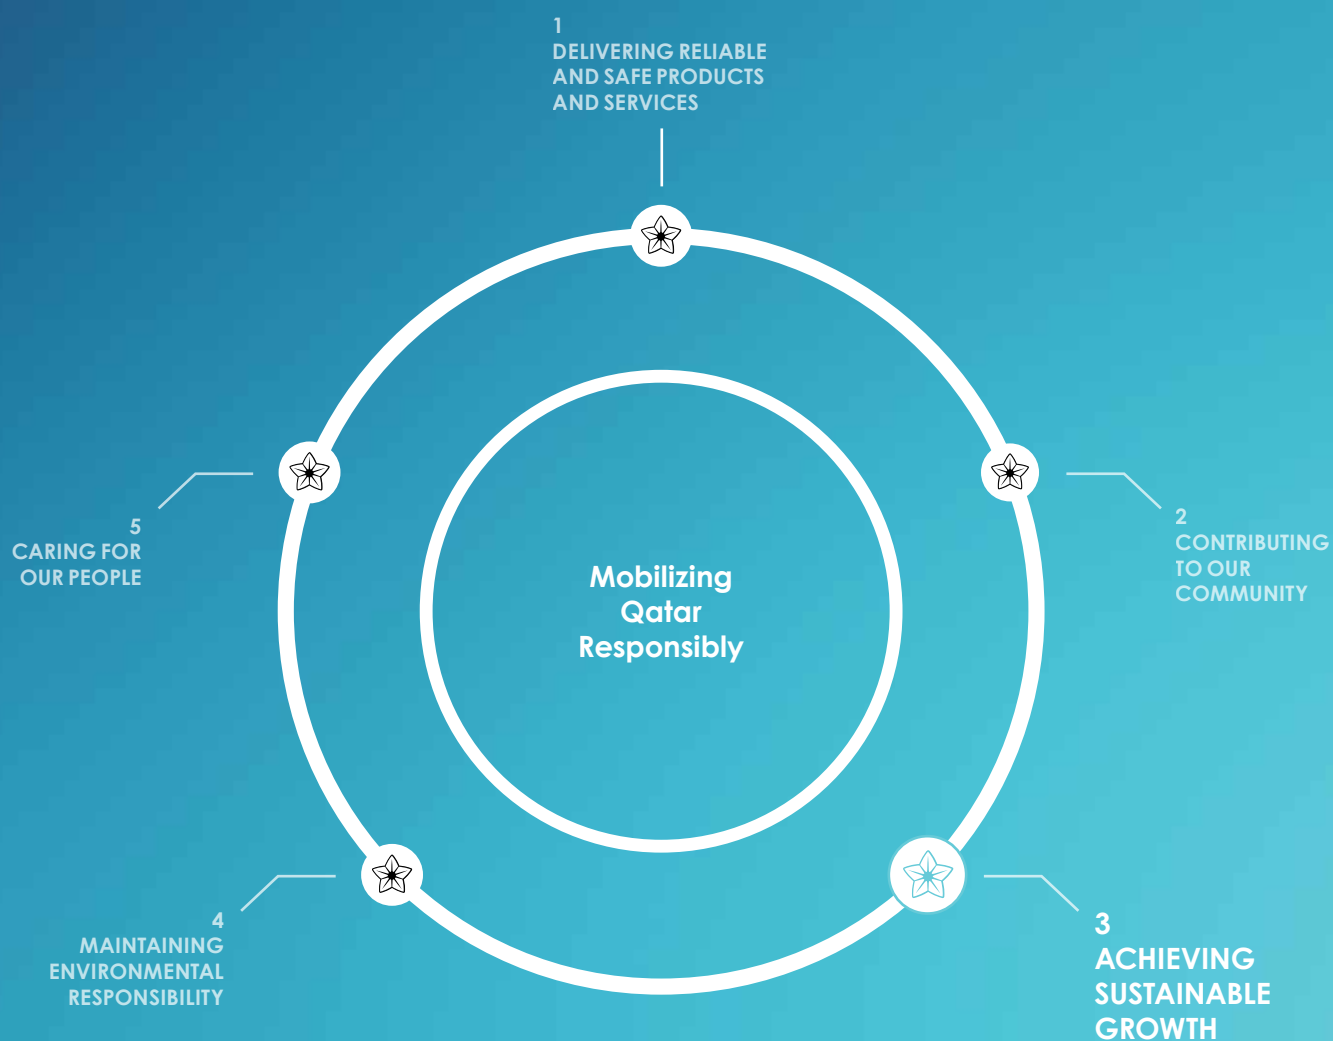 1
DELIVERING RELIABLE
AND SAFE PRODUCTS
AND SERVICES
2
CONTRIBUTING
TO OUR
COMMUNITY
3
ACHIEVING
SUSTAINABLE
GROWTH
4
MAINTAINING
ENVIRONMENTAL
RESPONSIBILITY
5
CARING FOR
OUR PEOPLE
Mobilizing
Qatar
Responsibly